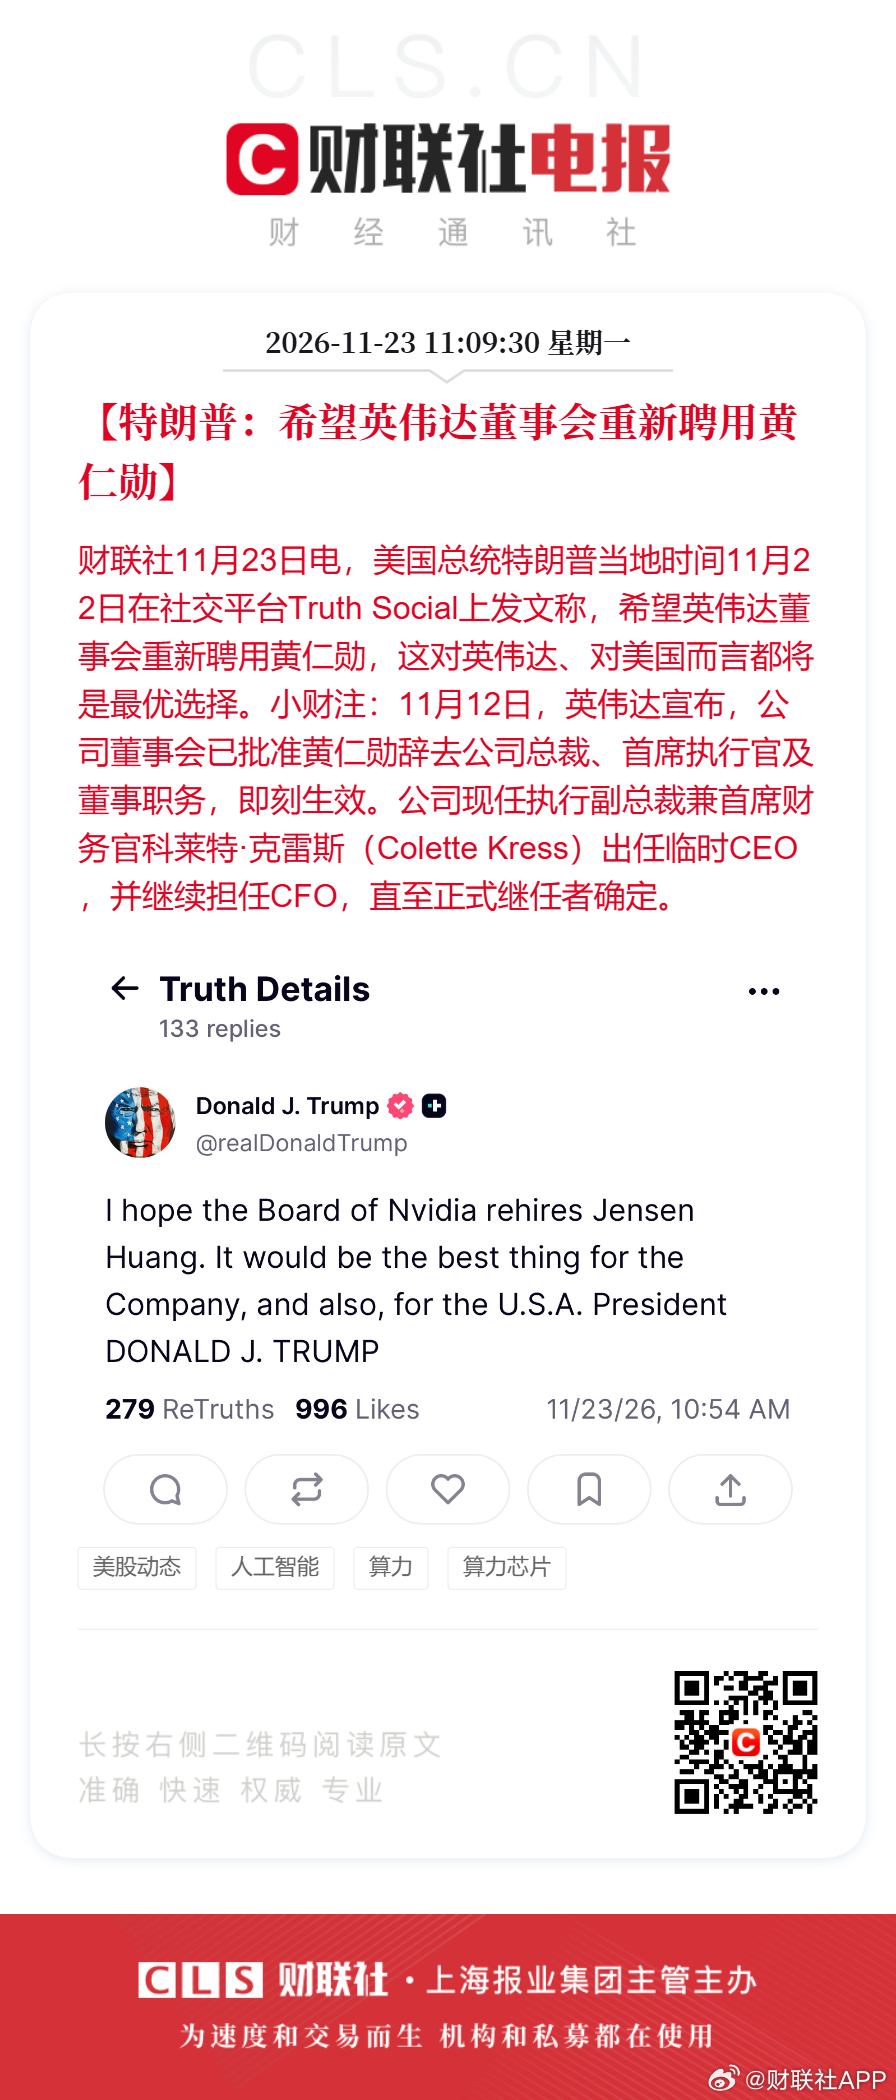 CLS.CN
C 财联社电报
财经通讯社
2026-11-23 11:09:30 星期一
【特朗普：希望英伟达董事会重新聘用黄
仁勋】
财联社11月23日电，美国总统特朗普当地时间11月2
2日在社交平台Truth Social上发文称，希望英伟达董
事会重新聘用黄仁勋，这对英伟达、对美国而言都将
是最优选择。小财注：11月12日，英伟达宣布，公
司董事会已批准黄仁勋辞去公司总裁、首席执行官及
董事职务，即刻生效。公司现任执行副总裁兼首席财
务官科莱特·克雷斯（Colette Kress）出任临时CEO
，并继续担任CFO，直至正式继任者确定。
Truth Details
133 replies
Donald J. Trump
@realDonaldTrump
I hope the Board of Nvidia rehires Jensen
Huang. It would be the best thing for the
Company, and also, for the U.S.A. President
DONALD J. TRUMP
279 ReTruths 996 Likes 11/23/26, 10:54 AM
美股动态 人工智能 算力 算力芯片
长按右侧二维码阅读原文
准确 快速 权威 专业
C
CLS 财联社·上海报业集团主管主办
为速度和交易而生 机构和私募都在使用
@财联社APP